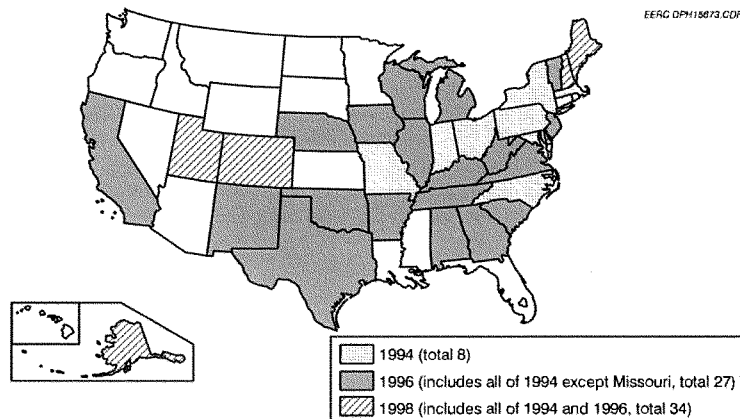 EERC DPH15673.CDR
1994 (total 8)
1996 (includes all of 1994 except Missouri, total 27)
1998 (includes all of 1994 and 1996, total 34)